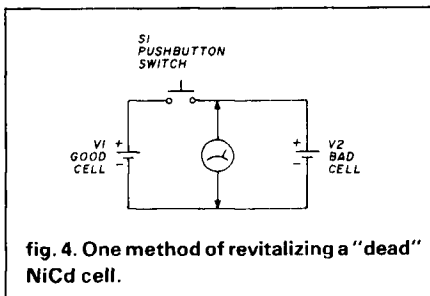 S1
PUSHBUTTON
SWITCH
V1 +
GOOD -
CELL
+ V2
- BAD
CELL
fig. 4. One method of revitalizing a "dead"
NiCd cell.